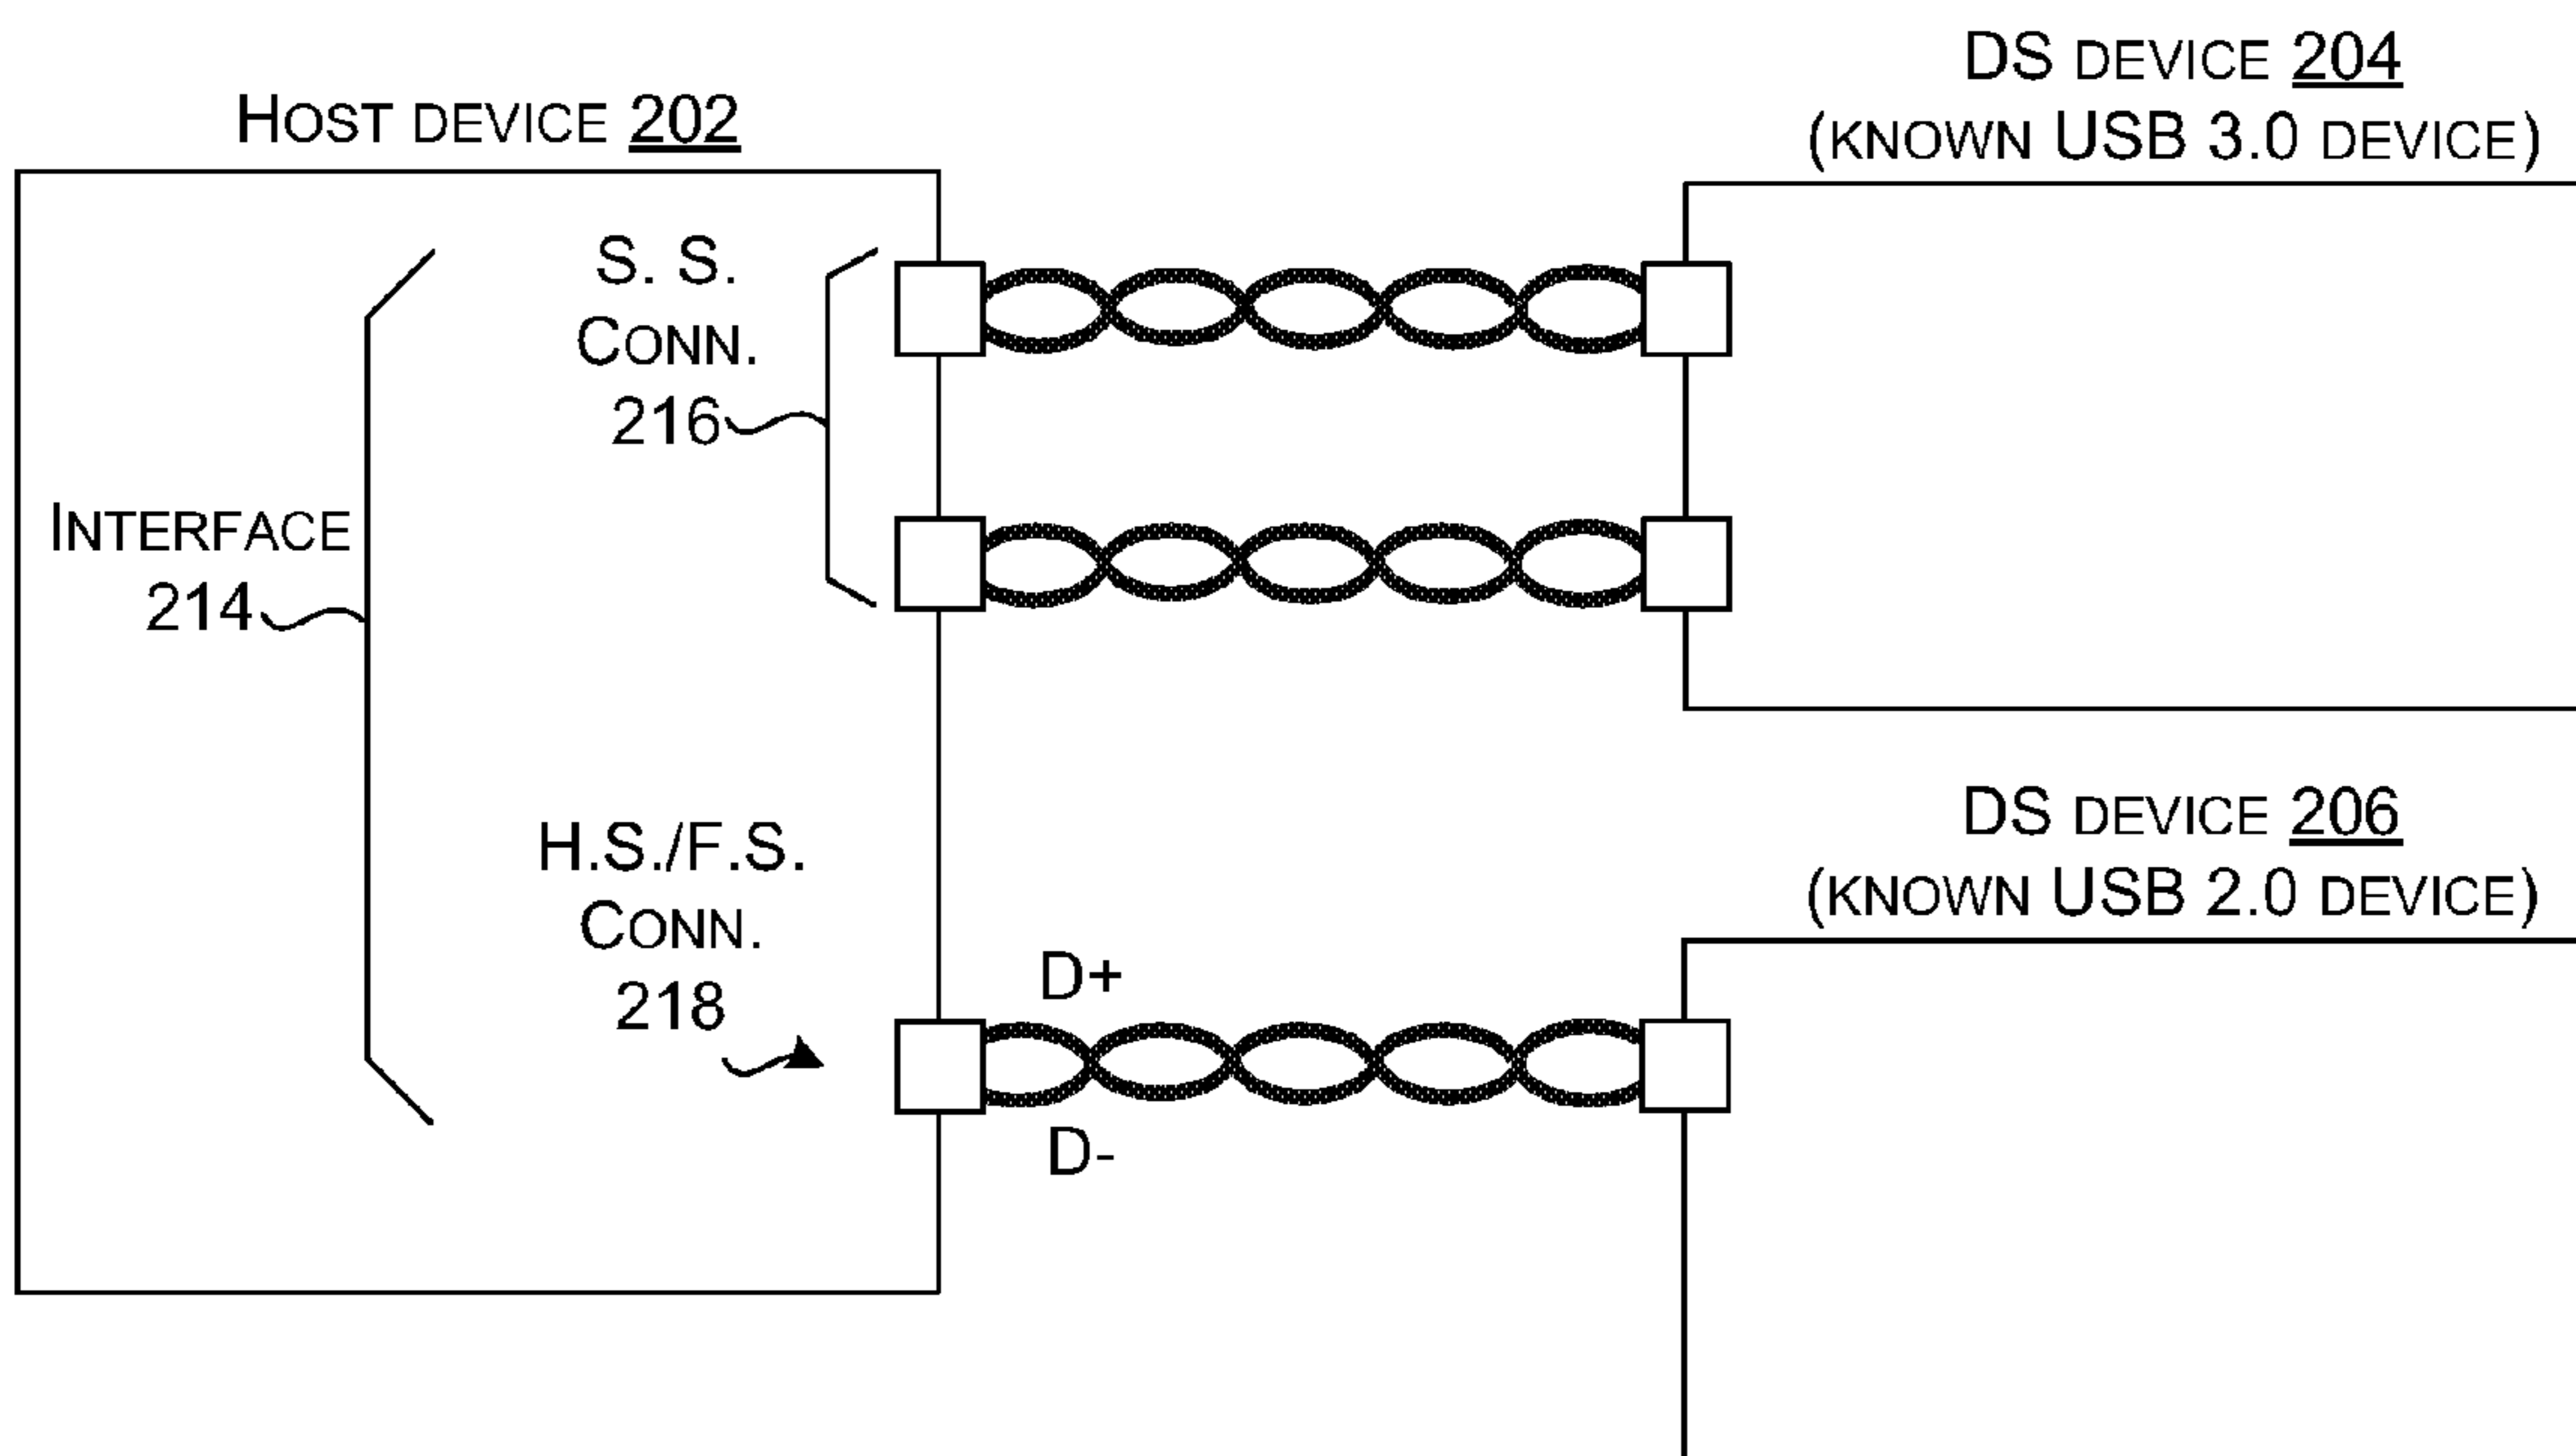 HOST DEVICE 202
S. S.
CONN.
216
INTERFACE
214
H.S./F.S.
CONN.
218
D+
D-
DS DEVICE 204
(KNOWN USB 3.0 DEVICE)
DS DEVICE 206
(KNOWN USB 2.0 DEVICE)